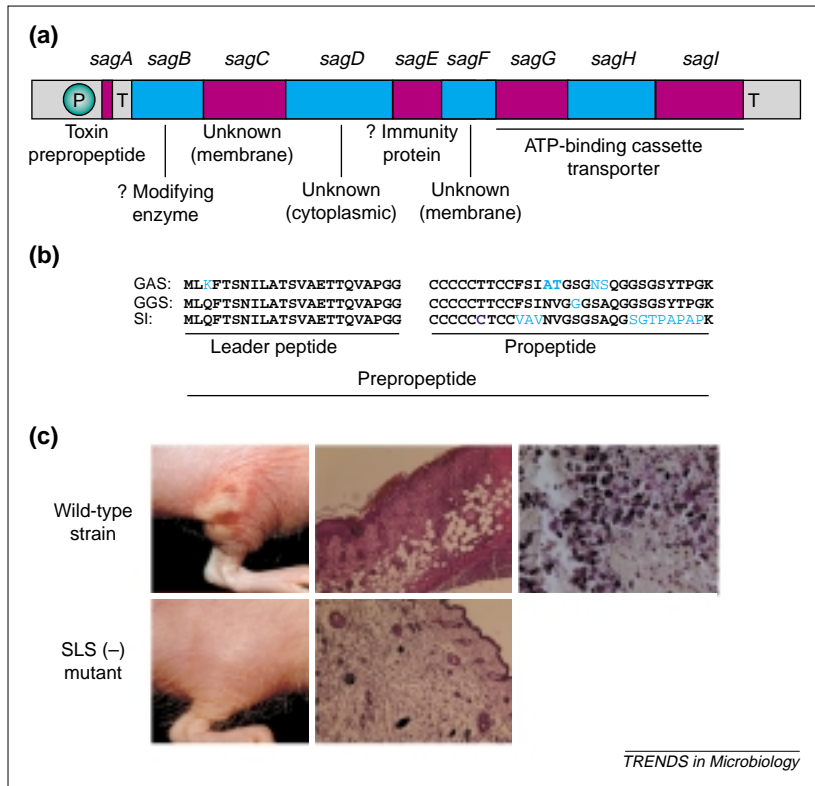 (a)
sagA sagB sagC sagD sagE sagF sagG sagH sagI
P T T
Toxin prepropeptide
? Modifying enzyme
Unknown (membrane)
Unknown (cytoplasmic)
? Immunity protein
Unknown (membrane)
ATP-binding cassette transporter
(b)
GAS: MLKFTSNILATSVAETTQVAPGG CCCCCTTCCFSIATGSGNSQGGSGSYTPGK
GGS: MLQFTSNILATSVAETTQVAPGG CCCCCTTCCFSINVGGGSAQGGSGSYTPGK
SI: MLQFTSNILATSVAETTQVAPGG CCCCCCTCCVAVNVGSGSAQGSGTPAPAPK
Leader peptide Propeptide
Prepropeptide
(c)
Wild-type strain
SLS (–) mutant
TRENDS in Microbiology